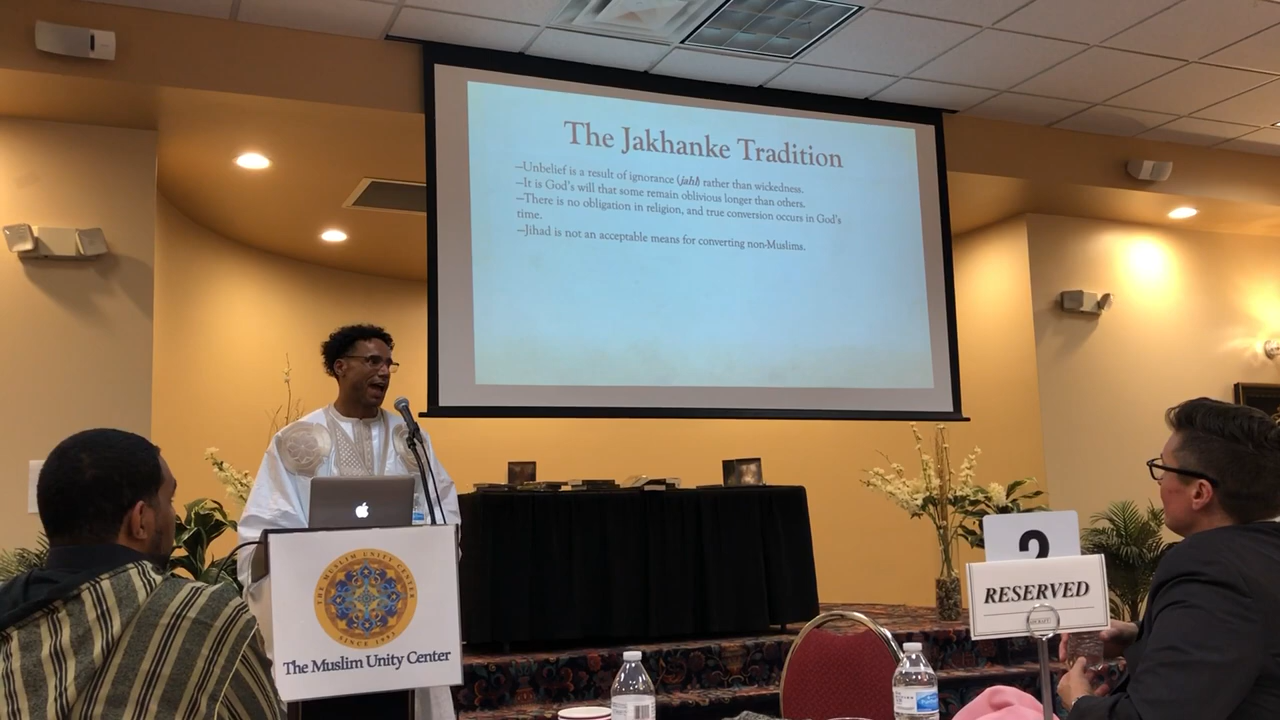 The Jakhanke Tradition
–Unbelief is a result of ignorance (jahl) rather than wickedness.
–It is God's will that some remain oblivious longer than others.
–There is no obligation in religion, and true conversion occurs in God's
time.
–Jihad is not an acceptable means for converting non-Muslims.
THE MUSLIM UNITY CENTER
SINCE 1993
The Muslim Unity Center
2
RESERVED